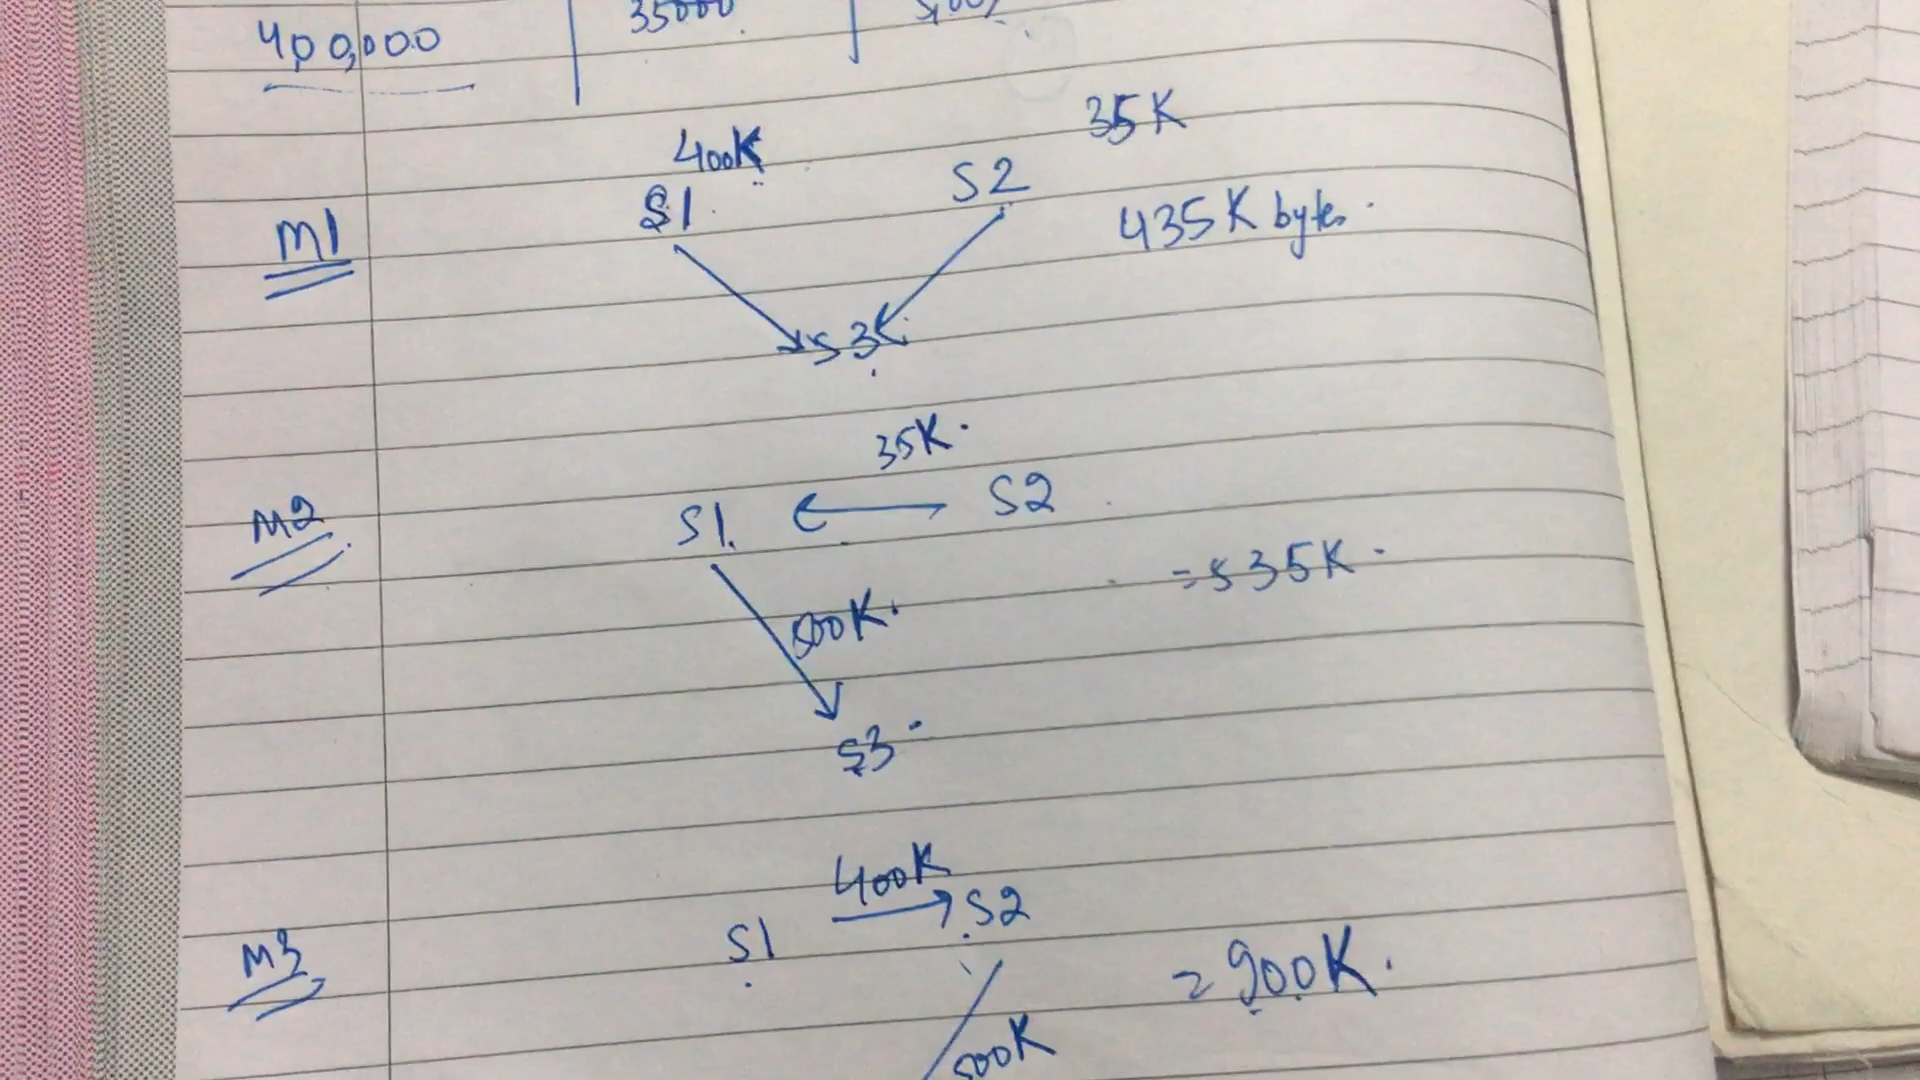 400,000 35000
400K 35K
S1 S2
M1 435K bytes.
S3
35K.
M2 S1 S2
= 535K.
500K.
S3
400K
M3 S1 S2
= 900K.
500K